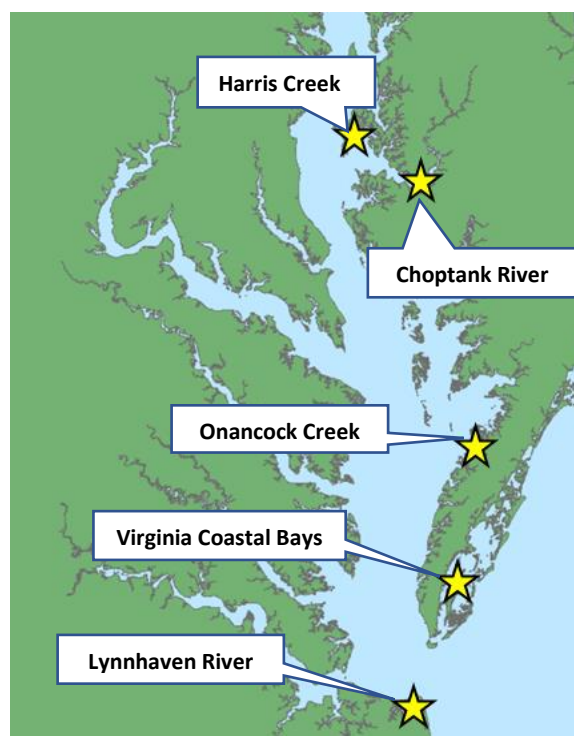 Harris Creek
Choptank River
Onancock Creek
Virginia Coastal Bays
Lynnhaven River